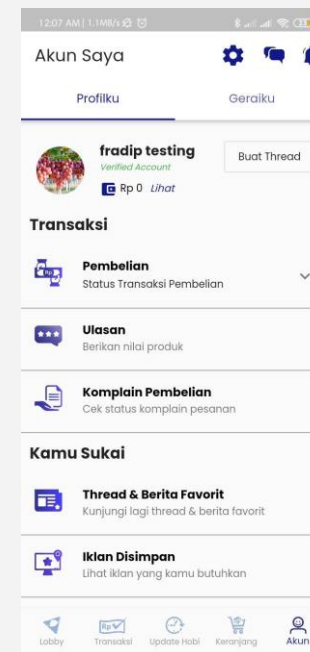 12:07 AM | 1.1MB/s
Akun Saya
Profilku
Geraiku
fradip testing
Verified Account
Rp 0 Lihat
Buat Thread
Transaksi
Pembelian
Status Transaksi Pembelian
Ulasan
Berikan nilai produk
Komplain Pembelian
Cek status komplain pesanan
Kamu Sukai
Thread & Berita Favorit
Kunjungi lagi thread & berita favorit
Iklan Disimpan
Lihat iklan yang kamu butuhkan
Lobby
Transaksi
Update Hobi
Keranjang
Akun